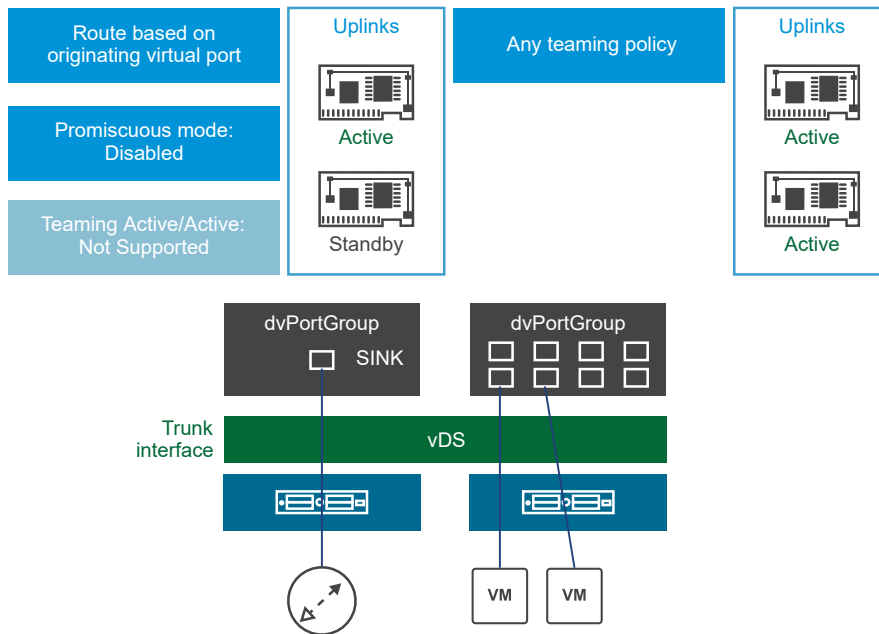 Route based on
originating virtual port
Promiscuous mode:
Disabled
Teaming Active/Active:
Not Supported
Uplinks
Active
Standby
Any teaming policy
Uplinks
Active
Active
dvPortGroup
SINK
dvPortGroup
Trunk
interface
vDS
VM
VM